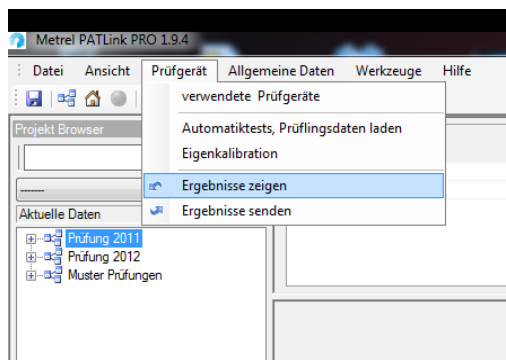 Metrel PATLink PRO 1.9.4
Datei Ansicht Prüfgerät Allgemeine Daten Werkzeuge Hilfe
verwendete Prüfgeräte
Projekt Browser
Automatiktests, Prüflingsdaten laden
Eigenkalibration
-------
Ergebnisse zeigen
Aktuelle Daten
Ergebnisse senden
Prüfung 2011
Prüfung 2012
Muster Prüfungen